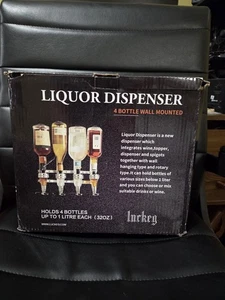 LIQUOR DISPENSER
4 BOTTLE WALL MOUNTED
Liquor Dispenser is a new
dispenser which
integrates wine,topper,
dispenser and spigots
together with wall
hanging type and rotary
type.it can hold bottles of
various sizes below 1 liter
and you can choose or mix
suitable drinks or wine.
HOLDS 4 BOTTLES
UP TO 1 LITRE EACH (32OZ)